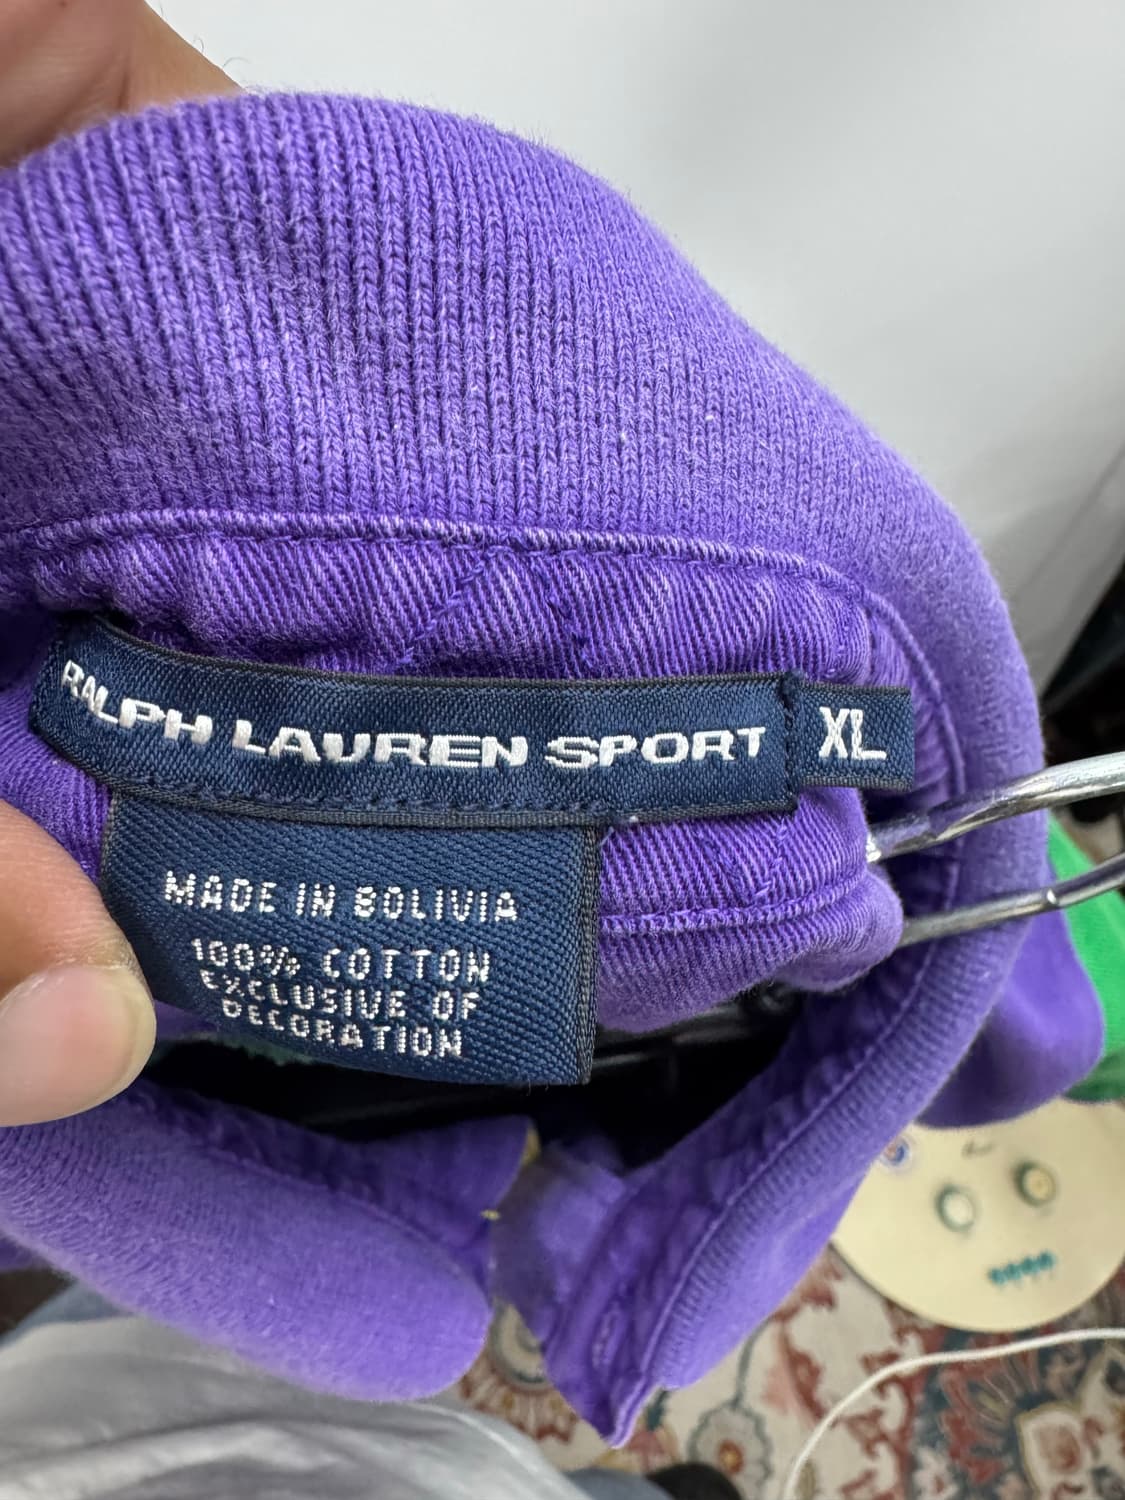 RALPH LAUREN SPORT
XL
MADE IN BOLIVIA
100% COTTON
EXCLUSIVE OF
DECORATION